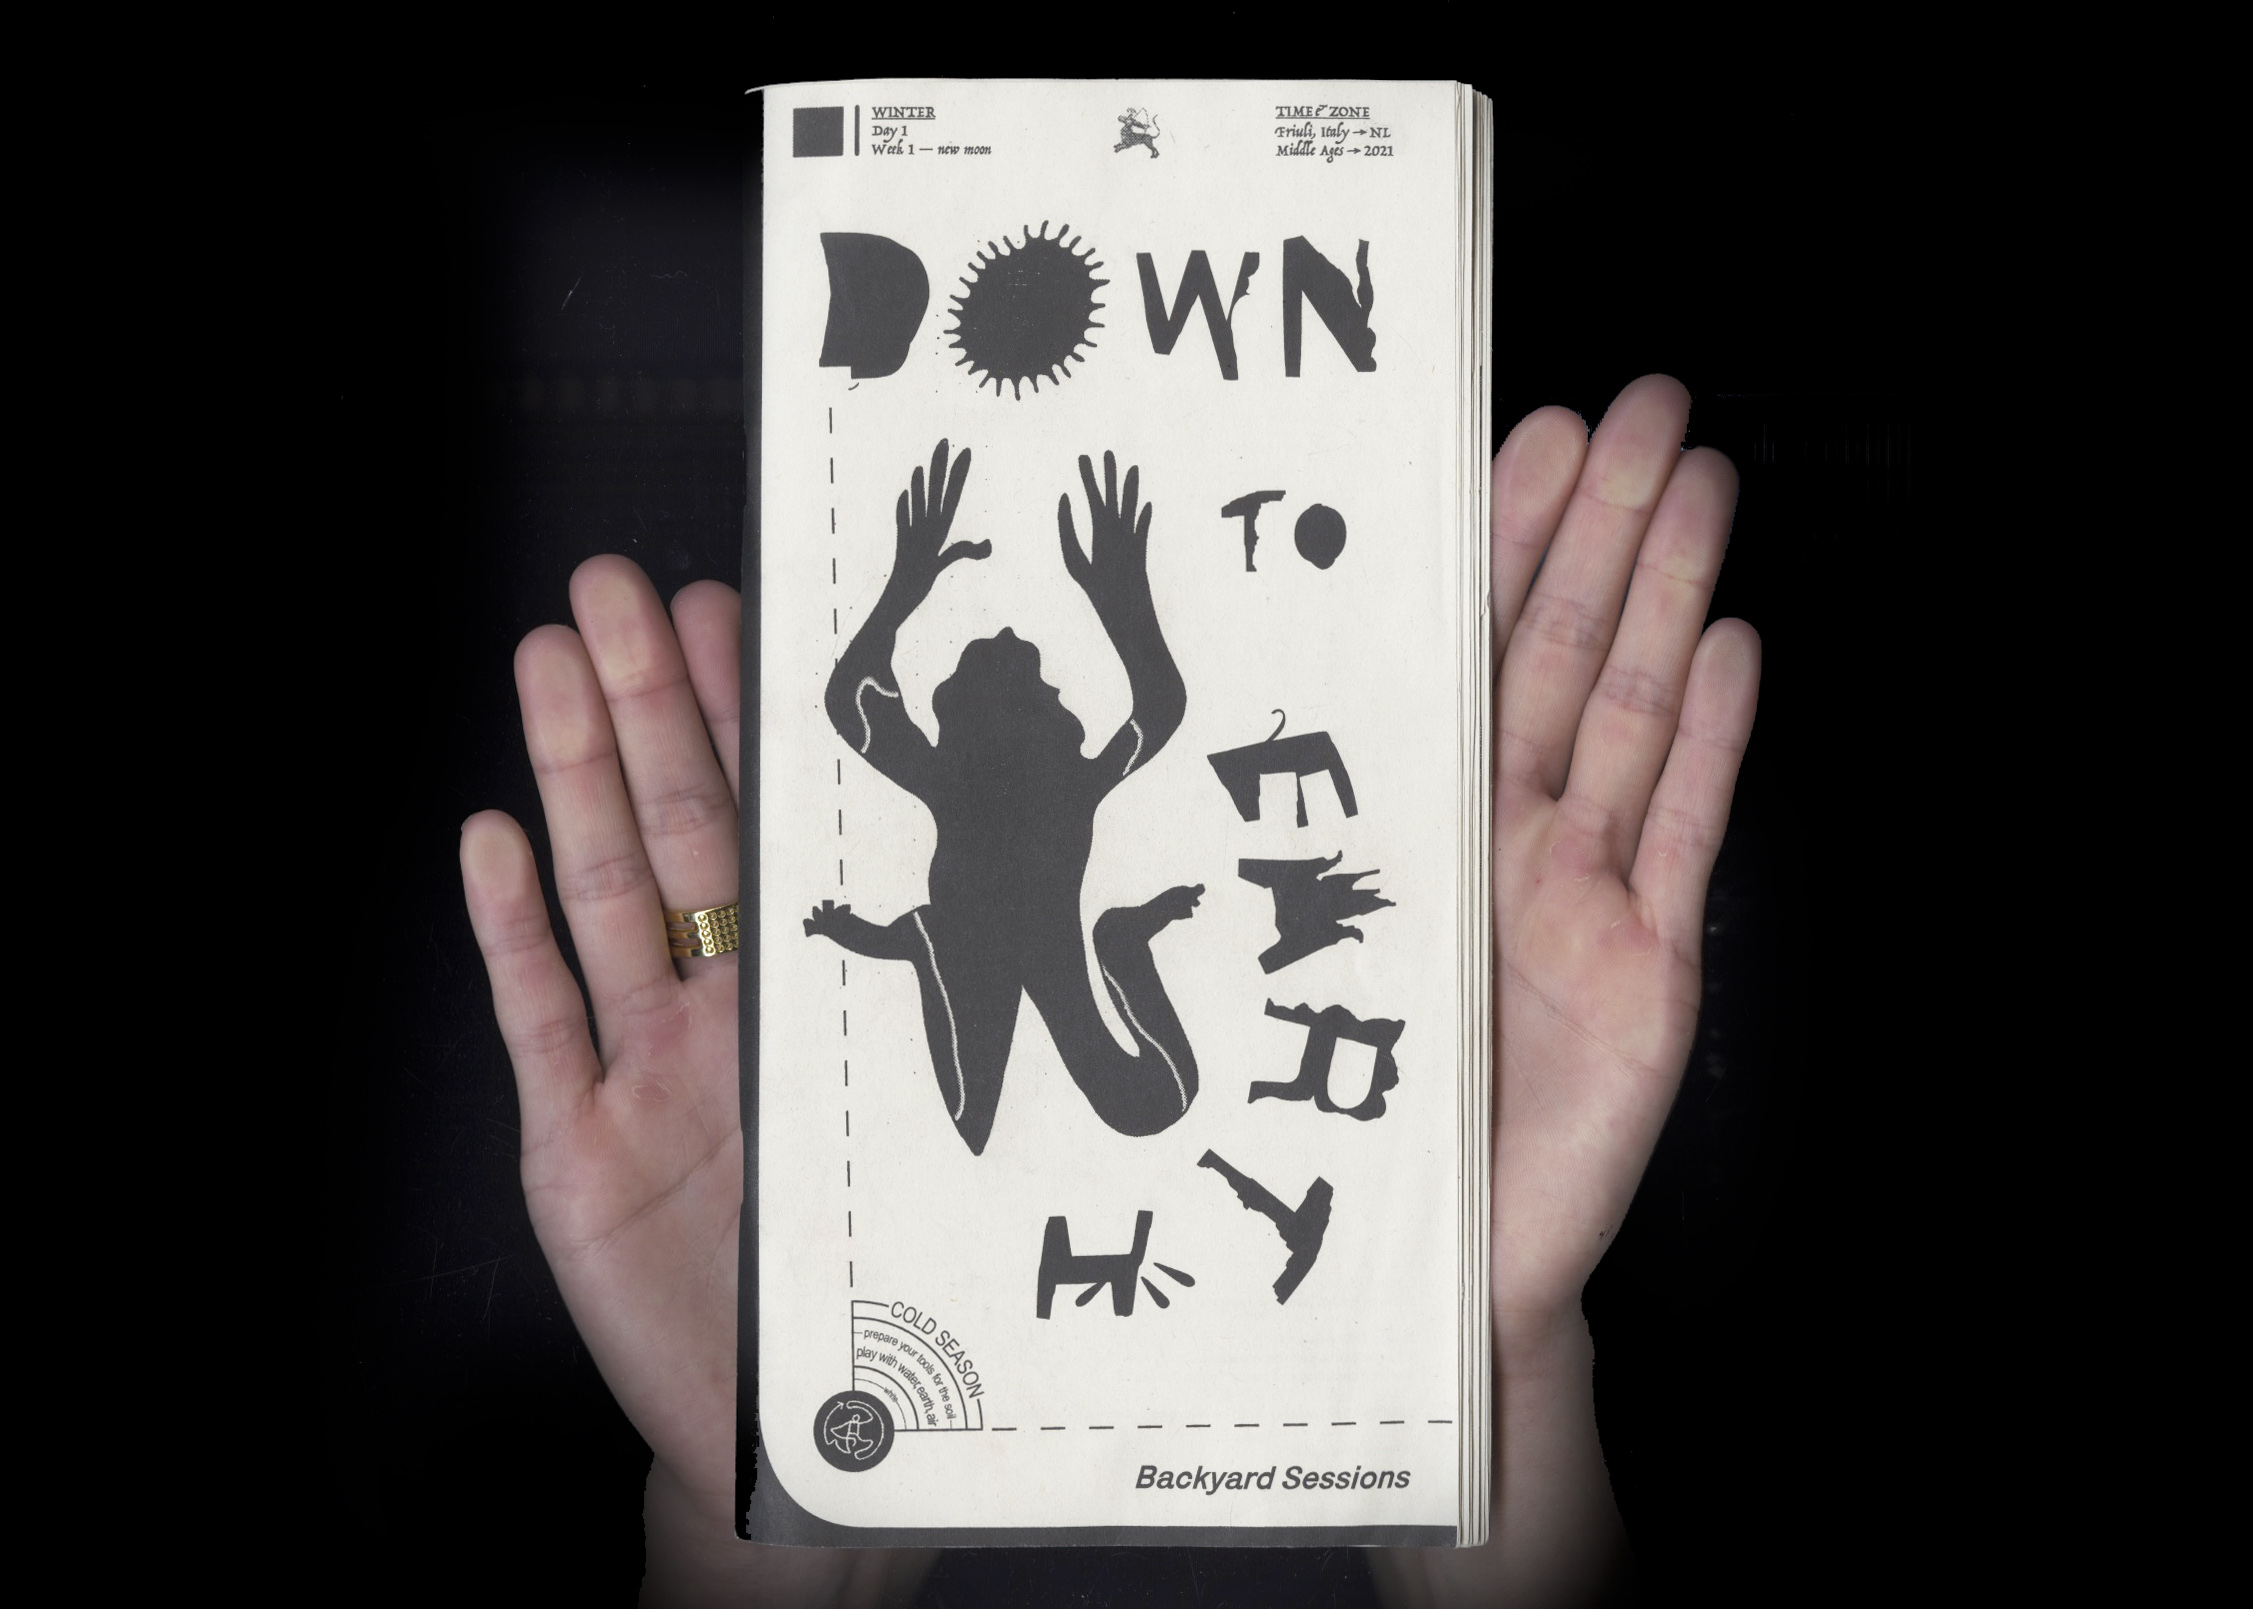 WINTER
Day 1
Week 1 — new moon
TIME & ZONE
Friuli, Italy → NL
Middle Ages → 2021
DOWN
TO
EARTH
COLD SEASON
prepare your tools for the soil
play with water, earth, air
white
Backyard Sessions